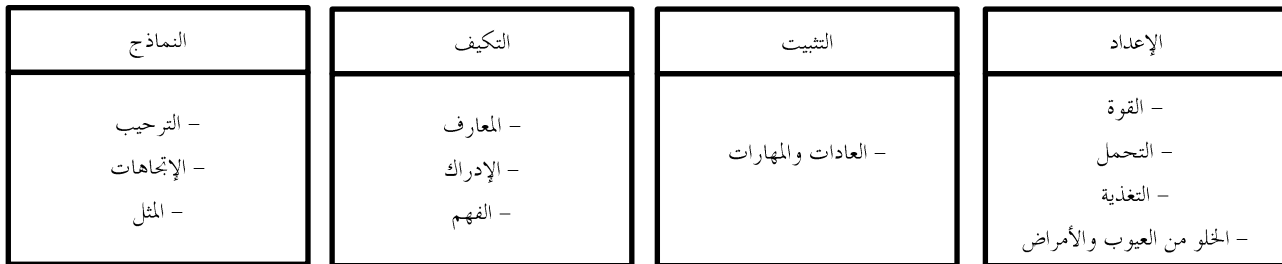 الإعداد
– القوة
– التحمل
– التغذية
– الخلو من العيوب والأمراض
التثبيت
– العادات والمهارات
التكيف
– المعارف
– الإدراك
– الفهم
النماذج
– الترحيب
– الإتجاهات
– المثل